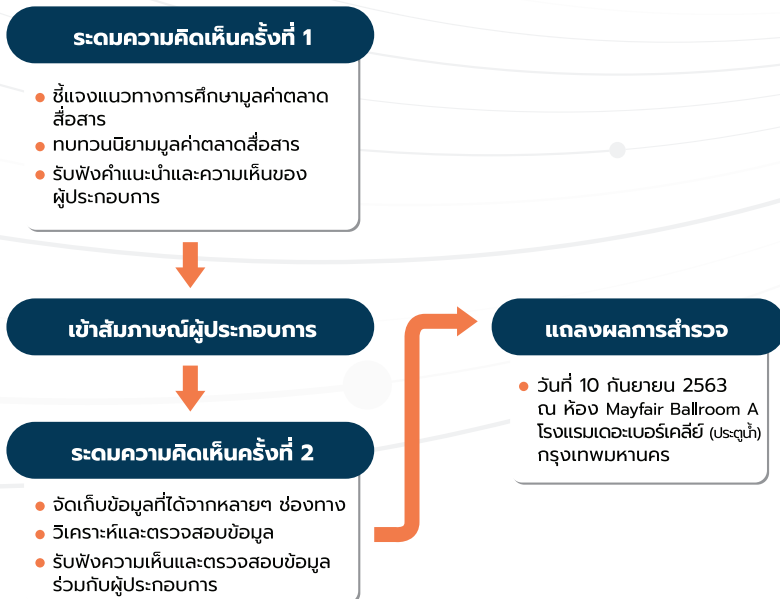 ระดมความคิดเห็นครั้งที่ 1
ชี้แจงแนวทางการศึกษามูลค่าตลาด
สื่อสาร
ทบทวนนิยามมูลค่าตลาดสื่อสาร
รับฟังคำแนะนำและความเห็นของ
ผู้ประกอบการ
เข้าสัมภาษณ์ผู้ประกอบการ
ระดมความคิดเห็นครั้งที่ 2
จัดเก็บข้อมูลที่ได้จากหลายๆ ช่องทาง
วิเคราะห์และตรวจสอบข้อมูล
รับฟังความเห็นและตรวจสอบข้อมูล
ร่วมกับผู้ประกอบการ
แถลงผลการสำรวจ
วันที่ 10 กันยายน 2563
ณ ห้อง Mayfair Ballroom A
โรงแรมเดอะเบอร์เคลีย์ (ประตูน้ำ)
กรุงเทพมหานคร